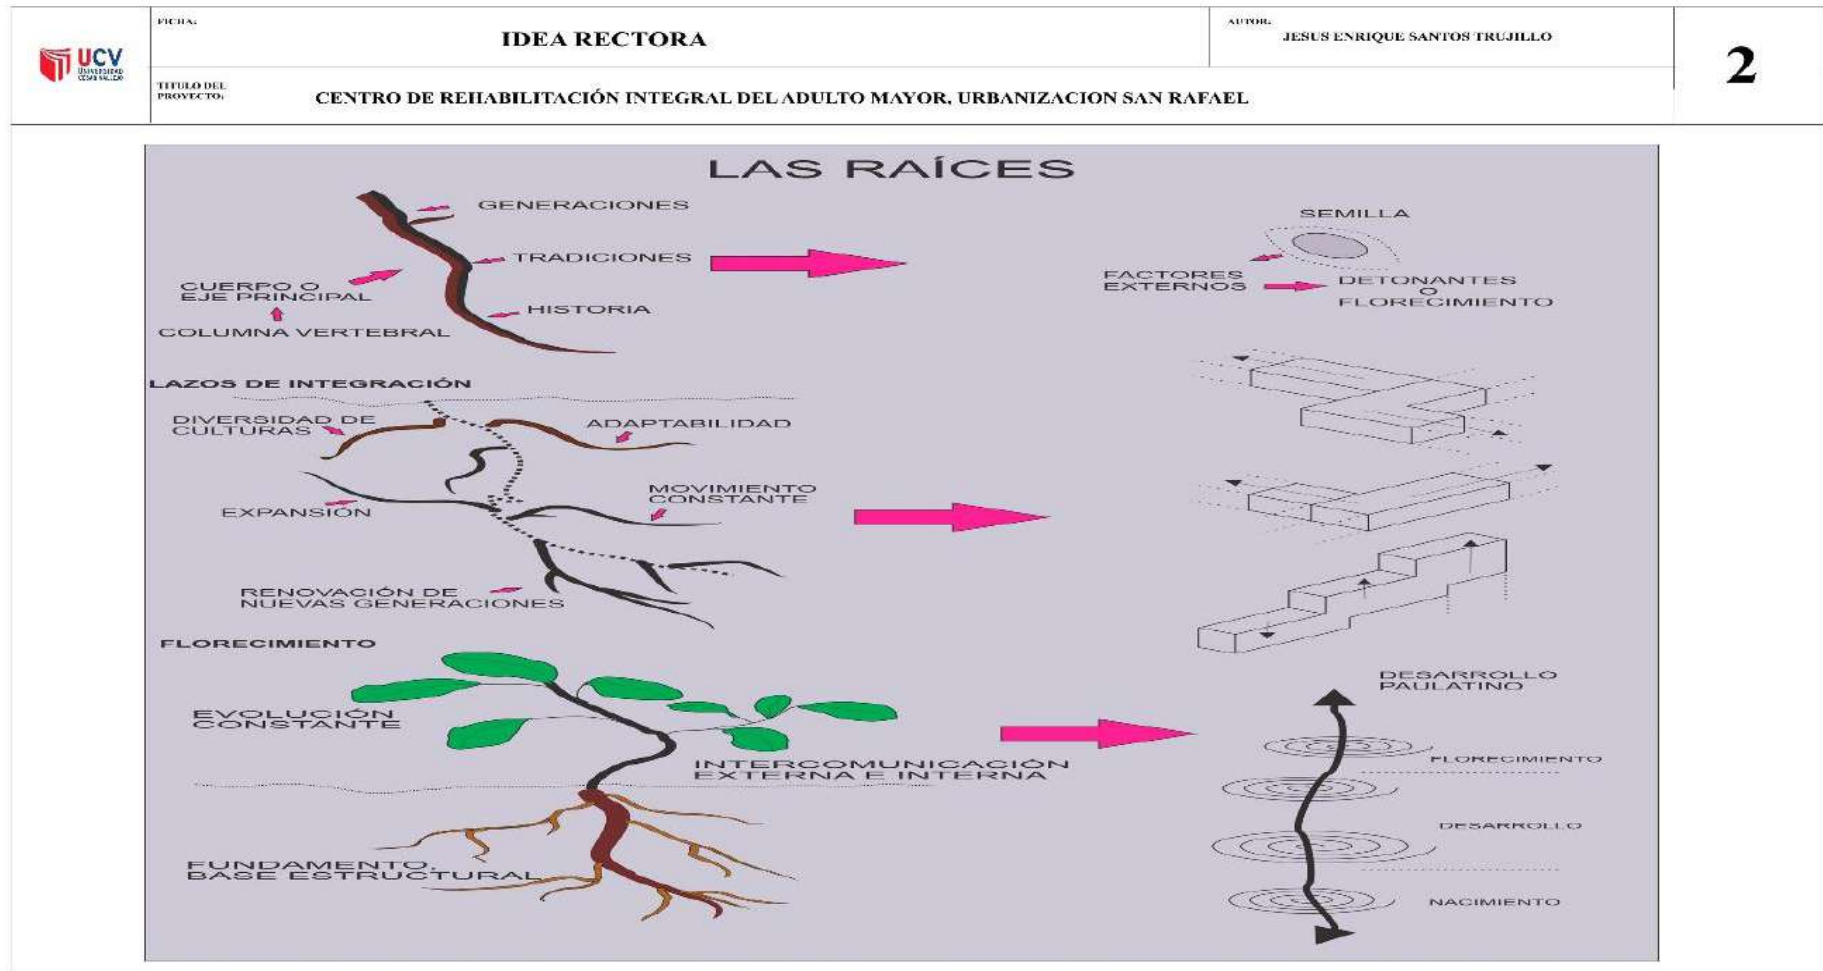 UCV
UNIVERSIDAD
CÉSAR VALLEJO
FICHA:
IDEA RECTORA
AUTOR:
JESUS ENRIQUE SANTOS TRUJILLO
2
TITULO DEL
PROYECTO:
CENTRO DE REHABILITACIÓN INTEGRAL DEL ADULTO MAYOR, URBANIZACION SAN RAFAEL
LAS RAÍCES
GENERACIONES
TRADICIONES
CUERPO O
EJE PRINCIPAL
HISTORIA
COLUMNA VERTEBRAL
SEMILLA
FACTORES
EXTERNOS
DETONANTES
O
FLORECIMIENTO
LAZOS DE INTEGRACIÓN
DIVERSIDAD DE
CULTURAS
ADAPTABILIDAD
EXPANSIÓN
MOVIMIENTO
CONSTANTE
RENOVACIÓN DE
NUEVAS GENERACIONES
FLORECIMIENTO
EVOLUCIÓN
CONSTANTE
INTERCOMUNICACIÓN
EXTERNA E INTERNA
FUNDAMENTO,
BASE ESTRUCTURAL
DESARROLLO
PAULATINO
FLORECIMIENTO
DESARROLLO
NACIMIENTO